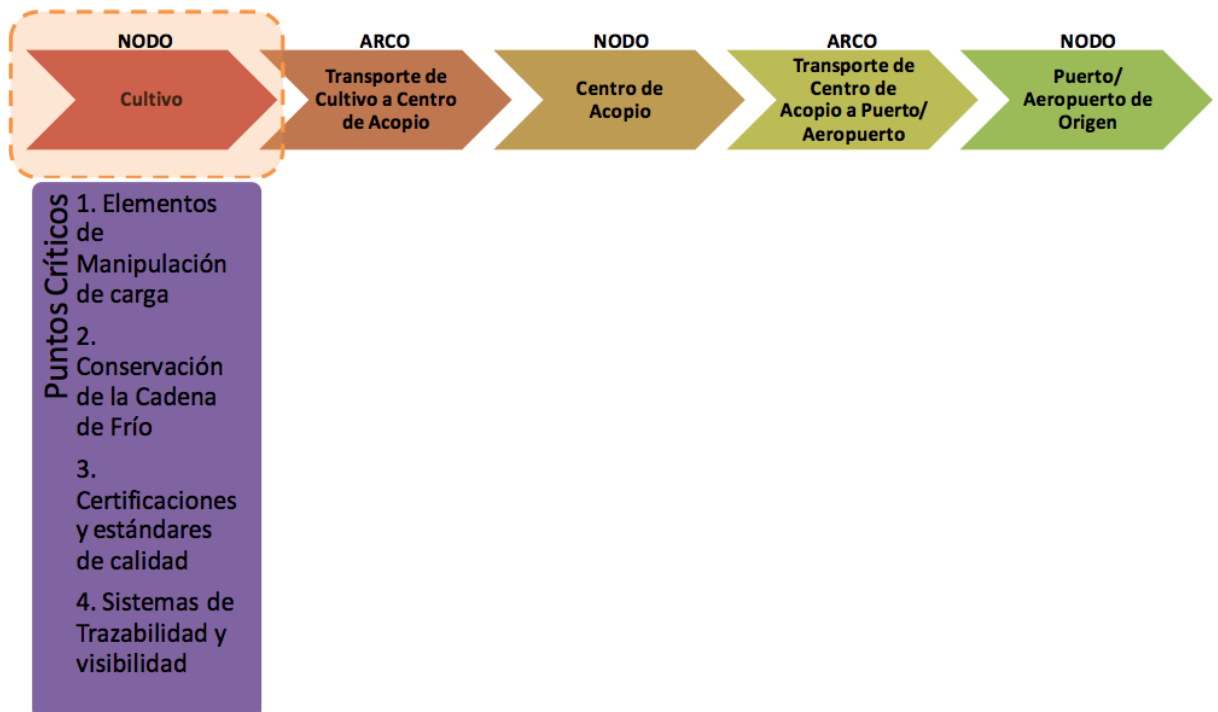 NODO
Cultivo
ARCO
Transporte de
Cultivo a Centro
de Acopio
NODO
Centro de
Acopio
ARCO
Transporte de
Centro de
Acopio a Puerto/
Aeropuerto
NODO
Puerto/
Aeropuerto de
Origen
Puntos Críticos
1. Elementos
de
Manipulación
de carga
2.
Conservación
de la Cadena
de Frío
3.
Certificaciones
y estándares
de calidad
4. Sistemas de
Trazabilidad y
visibilidad